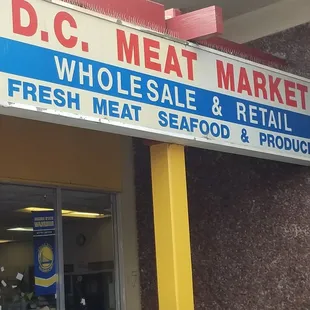 D.C. MEAT MARKET
WHOLESALE & RETAIL
FRESH MEAT SEAFOOD & PRODUCE